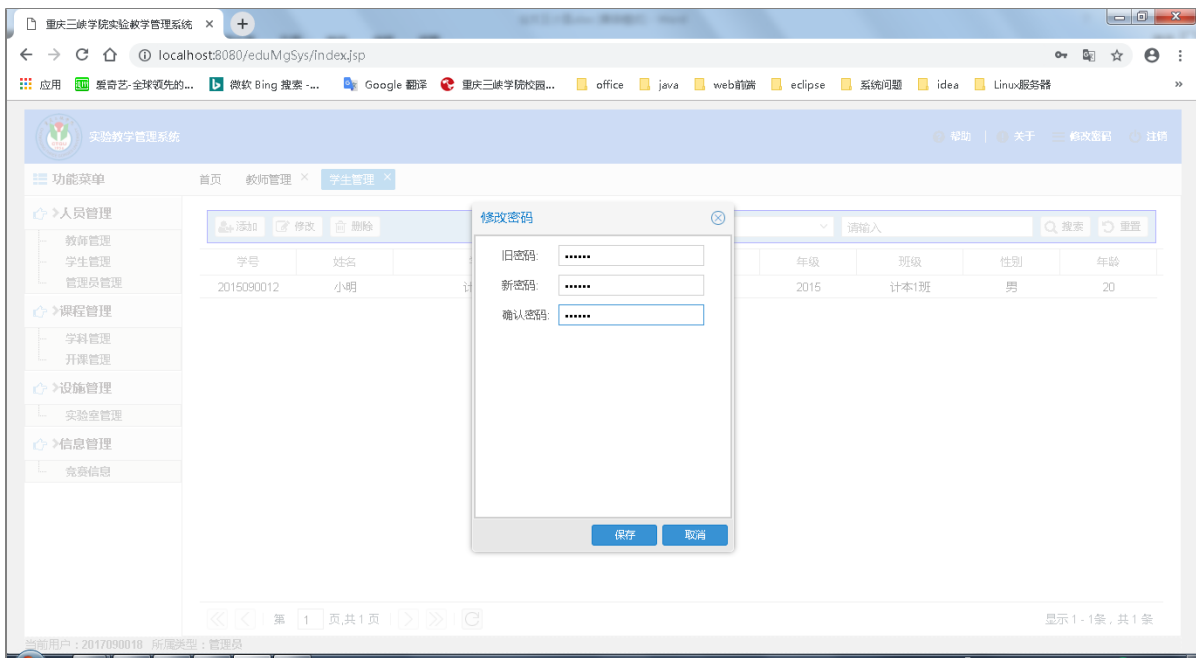 重庆三峡学院实验教学管理系统
localhost:8080/eduMgSys/index.jsp
应用 爱奇艺-全球领先的... 微软 Bing 搜索 -... Google 翻译 重庆三峡学院校园... office java web前端 eclipse 系统问题 idea Linux服务器 »
实验教学管理系统 帮助 关于 修改密码 注销
功能菜单 首页 教师管理 学生管理
人员管理
教师管理
学生管理
管理员管理
课程管理
学科管理
开课管理
设施管理
实验室管理
信息管理
竞赛信息
添加 修改 删除 请输入 搜索 重置
学号 姓名 年级 班级 性别 年龄
2015090012 小明 计 2015 计本1班 男 20
修改密码
旧密码: ••••••
新密码: ••••••
确认密码: ••••••
保存 取消
第 1 页,共 1 页 显示 1 - 1条,共 1 条
当前用户:2017090018 所属类型:管理员